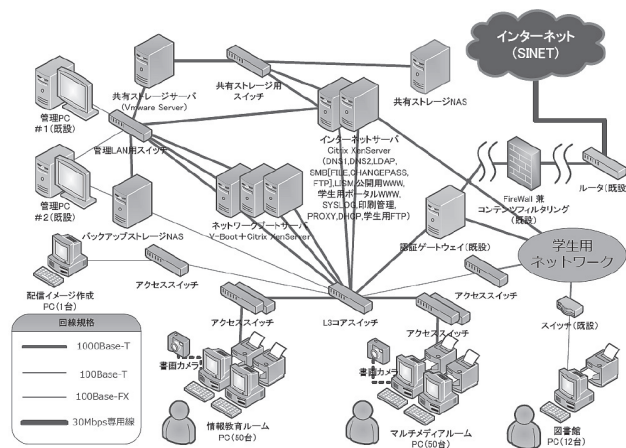 インターネット
(SINET)
共有ストレージ用
スイッチ
共有ストレージサーバ
(Vmware Server)
共有ストレージNAS
管理PC
#1(既設)
管理LAN用スイッチ
インターネットサーバ
Citrix XenServer
(DNS1,DNS2,LDAP,
SMB[FILE,CHANGEPASS,
FTP],LISM,公開用WWW,
学生用ポータルWWW,
SYSLOG,印刷管理,
PROXY,DHCP,学生用FTP)
FireWall 兼
コンテンツフィルタリング
(既設)
ルータ(既設
管理PC
#2(既設)
バックアップストレージNAS
ネットワークブートサーバ
V-Boot+Citrix XenServer
認証ゲートウェイ(既設)
学生用
ネットワーク
配信イメージ作成
PC(1台)
アクセススイッチ
アクセススイッチ
アクセススイッチ
L3コアスイッチ
アクセススイッチ
スイッチ(既設)
回線規格
1000Base-T
100Base-T
100Base-FX
30Mbps専用線
書画カメラ
書画カメラ
情報教育ルーム
マルチメディアルーム
PC(50台)
図書館
PC(12台)